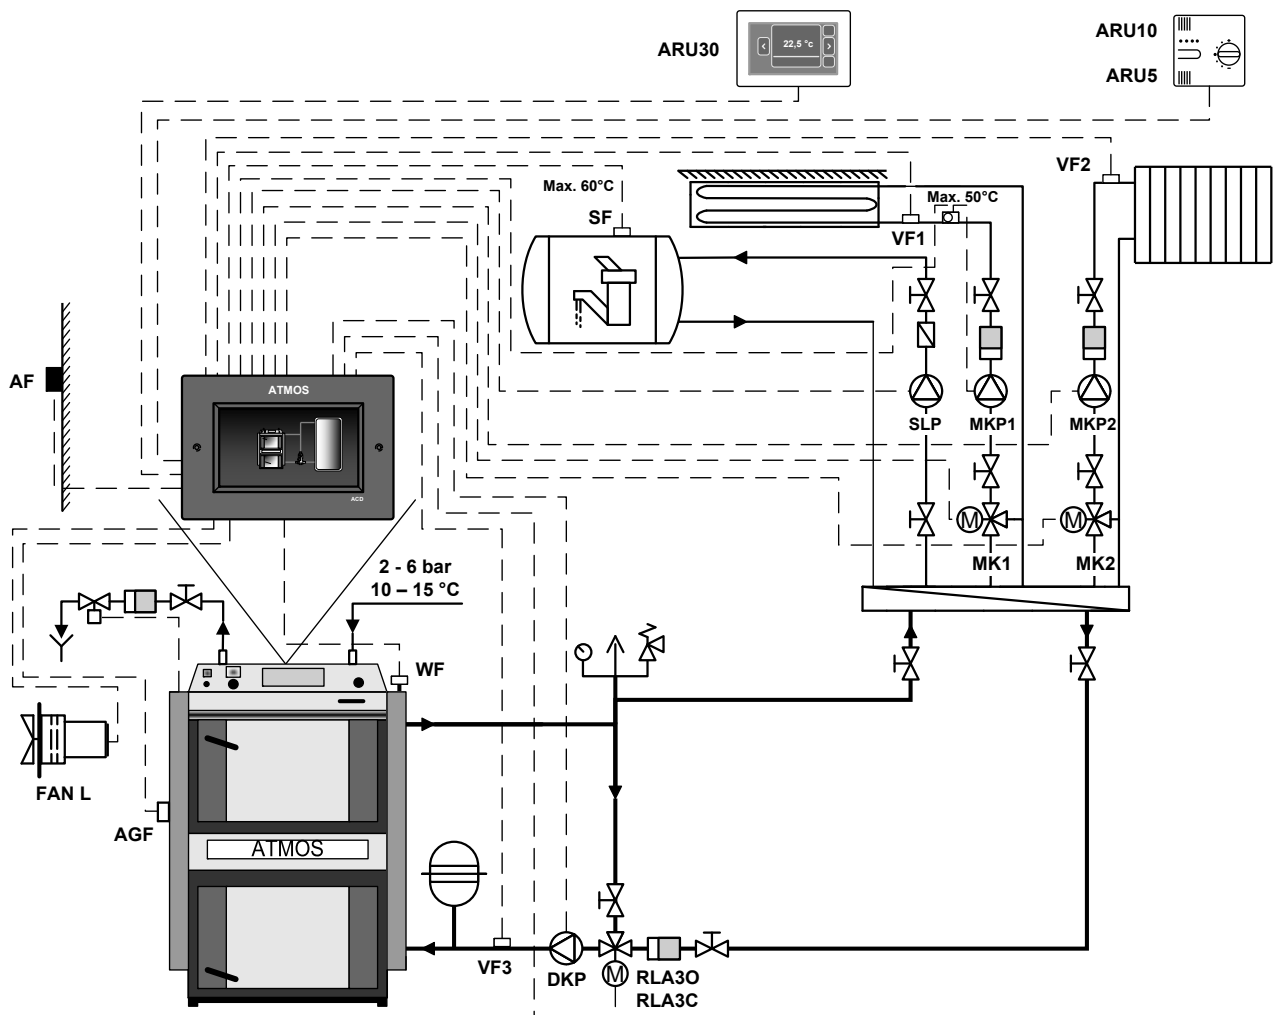 ARU30
22,5 °c
ARU10
ARU5
VF2
Max. 60°C
SF
Max. 50°C
VF1
AF
ATMOS
ACD
SLP
MKP1
MKP2
M
M
MK1
MK2
2 - 6 bar
10 – 15 °C
WF
FAN L
AGF
ATMOS
VF3
DKP
M
RLA3O
RLA3C